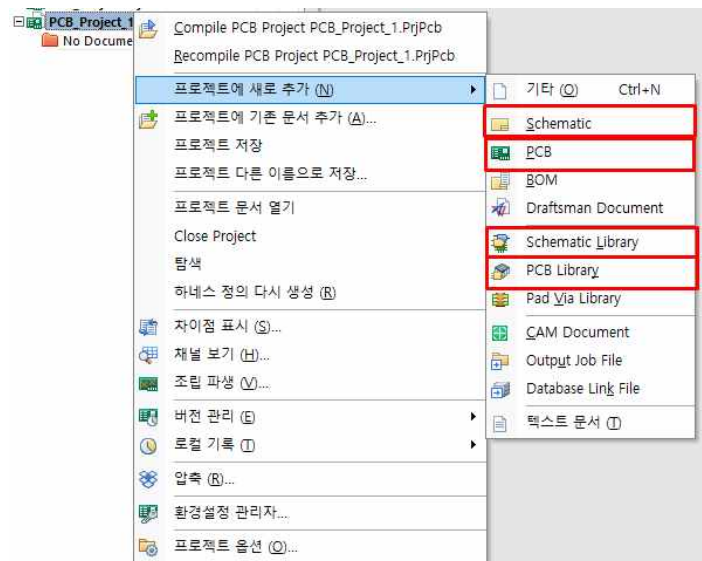 PCB_Project_1
No Docume
Compile PCB Project PCB_Project_1.PrjPcb
Recompile PCB Project PCB_Project_1.PrjPcb
프로젝트에 새로 추가 (N)
프로젝트에 기존 문서 추가 (A)...
프로젝트 저장
프로젝트 다른 이름으로 저장...
프로젝트 문서 열기
Close Project
탐색
하네스 정의 다시 생성 (R)
차이점 표시 (S)...
채널 보기 (H)...
조립 파생 (V)...
버전 관리 (E)
로컬 기록 (T)
압축 (R)...
환경설정 관리자...
프로젝트 옵션 (O)...
기타 (O) Ctrl+N
Schematic
PCB
BOM
Draftsman Document
Schematic Library
PCB Library
Pad Via Library
CAM Document
Output Job File
Database Link File
텍스트 문서 (T)